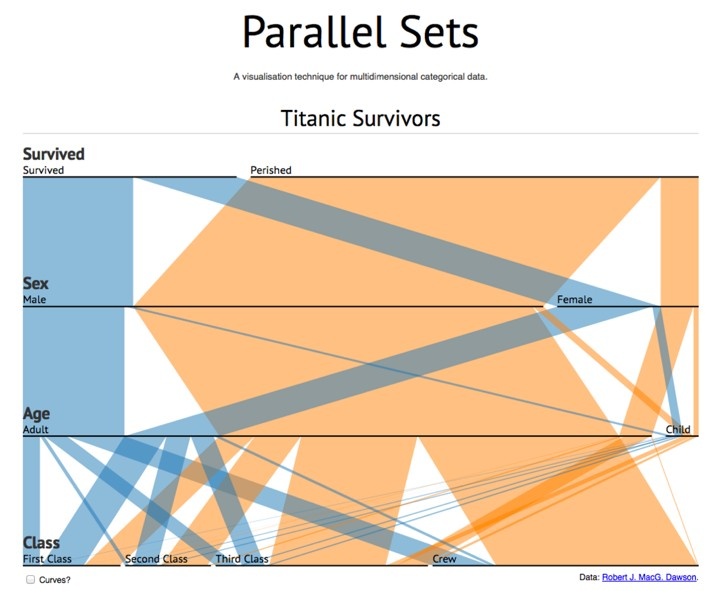 Parallel Sets
A visualisation technique for multidimensional categorical data.
Titanic Survivors
Survived
Survived Perished
Sex
Male Female
Age
Adult Child
Class
First Class Second Class Third Class Crew
Curves? Data: Robert J. MacG. Dawson.